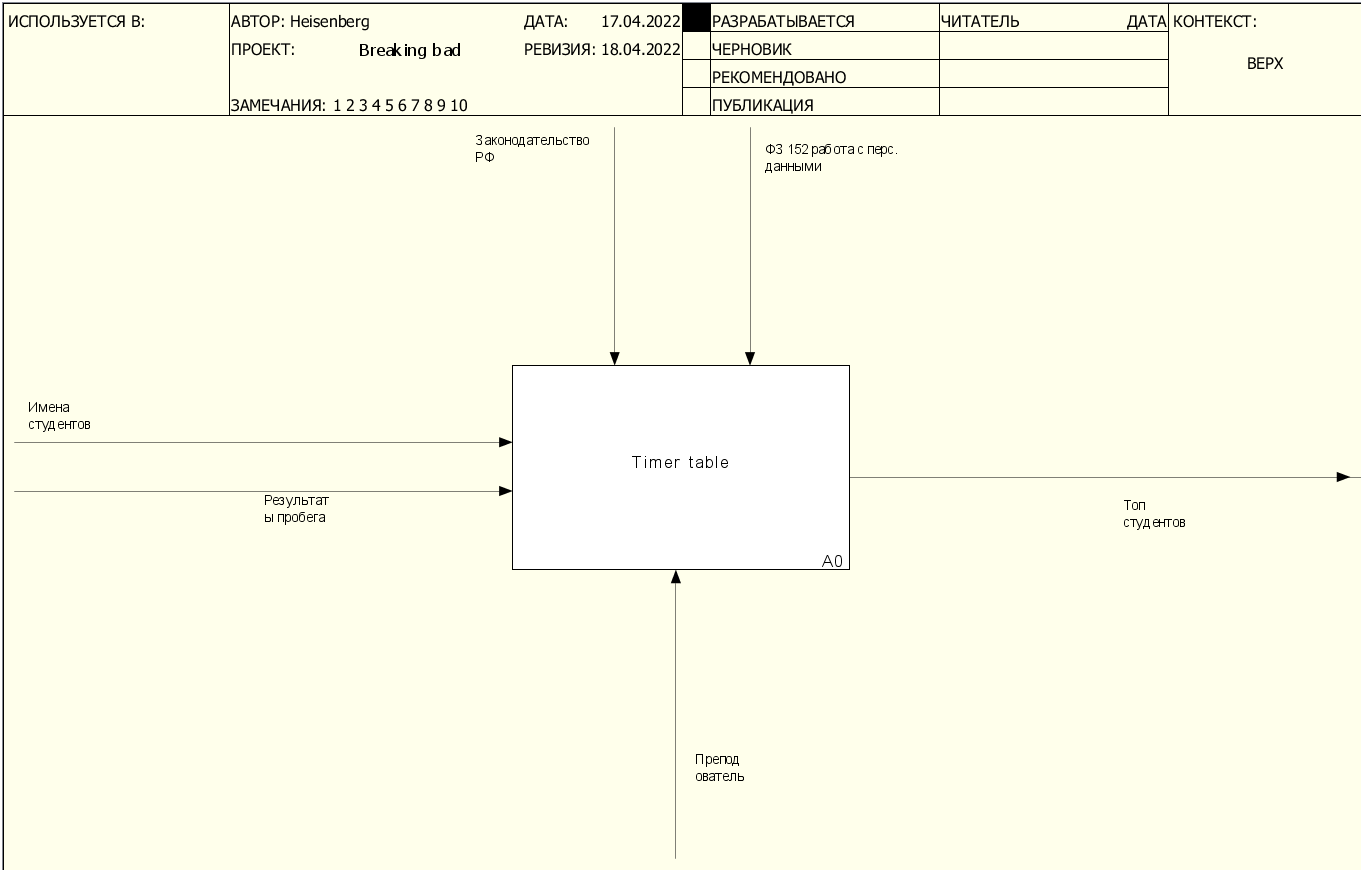 ИСПОЛЬЗУЕТСЯ В:
АВТОР: Heisenberg
ДАТА: 17.04.2022
РАЗРАБАТЫВАЕТСЯ
ЧИТАТЕЛЬ
ДАТА
КОНТЕКСТ:
ПРОЕКТ: Breaking bad
РЕВИЗИЯ: 18.04.2022
ЧЕРНОВИК
ВЕРХ
РЕКОМЕНДОВАНО
ЗАМЕЧАНИЯ: 1 2 3 4 5 6 7 8 9 10
ПУБЛИКАЦИЯ
Законодательство
РФ
ФЗ 152 работа с перс.
данными
Имена
студентов
Timer table
Результат
ы пробега
Топ
студентов
A0
Препод
ователь